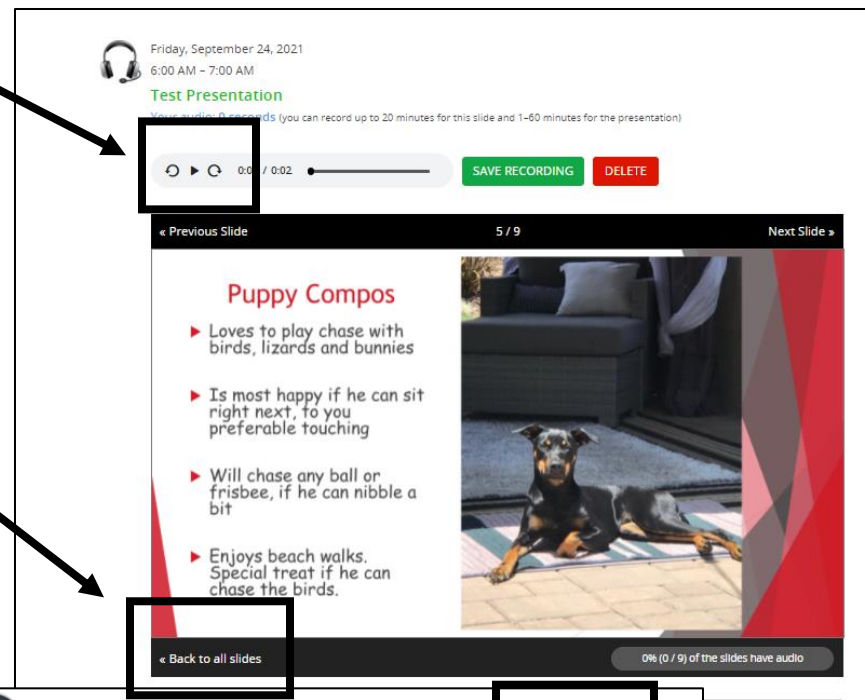 Friday, September 24, 2021
6:00 AM – 7:00 AM
Test Presentation
Your audio: 0 seconds (you can record up to 20 minutes for this slide and 1–60 minutes for the presentation)
/ 0:02 SAVE RECORDING DELETE
« Previous Slide 5 / 9 Next Slide »
Puppy Compos
Loves to play chase with
birds, lizards and bunnies
Is most happy if he can sit
right next, to you
preferable touching
Will chase any ball or
frisbee, if he can nibble a
bit
Enjoys beach walks.
Special treat if he can
chase the birds.
« Back to all slides 0% (0 / 9) of the slides have audio